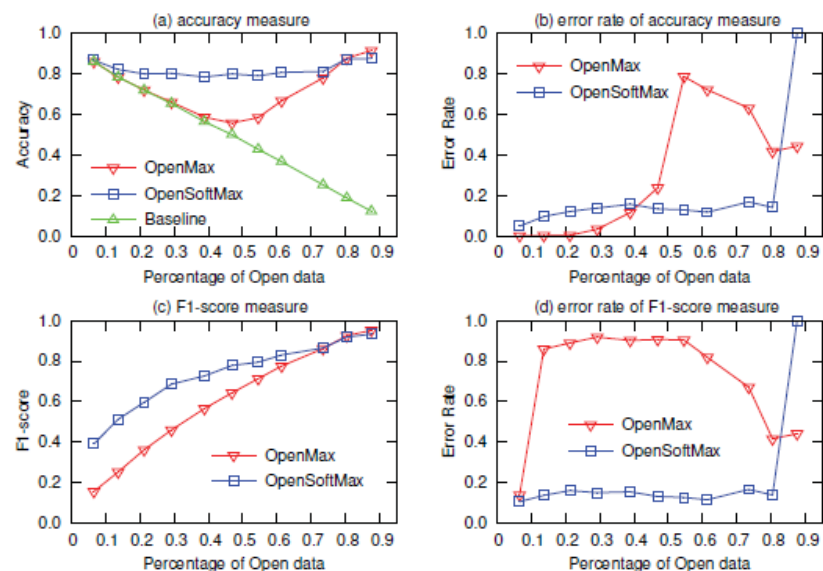 (a) accuracy measure
1.0
0.8
0.6
0.4
0.2
0.0
Accuracy
OpenMax
OpenSoftMax
Baseline
0 0.1 0.2 0.3 0.4 0.5 0.6 0.7 0.8 0.9
Percentage of Open data
(b) error rate of accuracy measure
1.0
0.8
0.6
0.4
0.2
0.0
Error Rate
OpenMax
OpenSoftMax
0 0.1 0.2 0.3 0.4 0.5 0.6 0.7 0.8 0.9
Percentage of Open data
(c) F1-score measure
1.0
0.8
0.6
0.4
0.2
0.0
F1-score
OpenMax
OpenSoftMax
0 0.1 0.2 0.3 0.4 0.5 0.6 0.7 0.8 0.9
Percentage of Open data
(d) error rate of F1-score measure
1.0
0.8
0.6
0.4
0.2
0.0
Error Rate
OpenMax
OpenSoftMax
0 0.1 0.2 0.3 0.4 0.5 0.6 0.7 0.8 0.9
Percentage of Open data